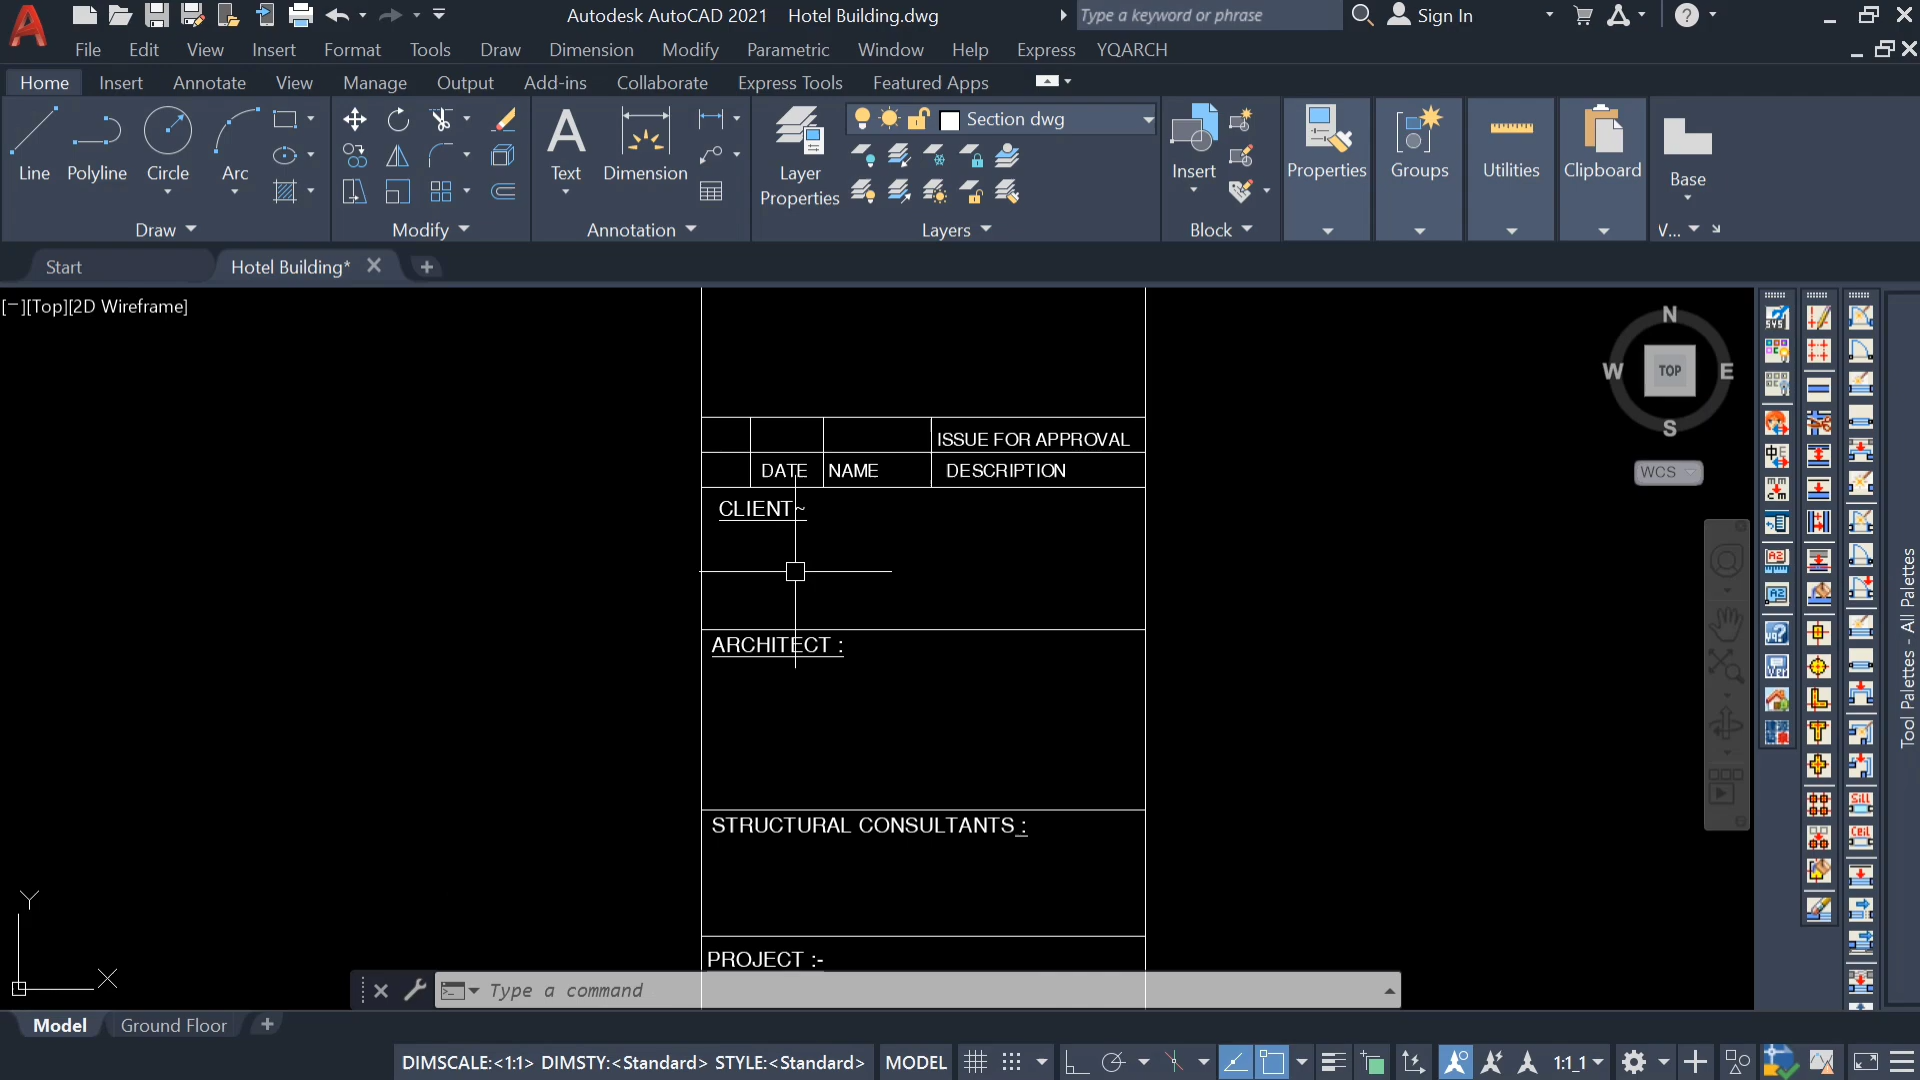 Autodesk AutoCAD 2021 Hotel Building.dwg
Type a keyword or phrase
Sign In
File Edit View Insert Format Tools Draw Dimension Modify Parametric Window Help Express YQARCH
Home Insert Annotate View Manage Output Add-ins Collaborate Express Tools Featured Apps
Line Polyline Circle Arc
Text Dimension
Layer Properties
Section dwg
Insert
Properties
Groups
Utilities
Clipboard
Base
Draw Modify Annotation Layers Block V...
Start Hotel Building*
[−][Top][2D Wireframe]
N
W TOP E
S
WCS
ISSUE FOR APPROVAL
DATE NAME DESCRIPTION
CLIENT~
ARCHITECT :
STRUCTURAL CONSULTANTS :
PROJECT :-
Y
X
Tool Palettes - All Palettes
Type a command
Model Ground Floor
DIMSCALE:<1:1> DIMSTY:<Standard> STYLE:<Standard> MODEL 1:1_1